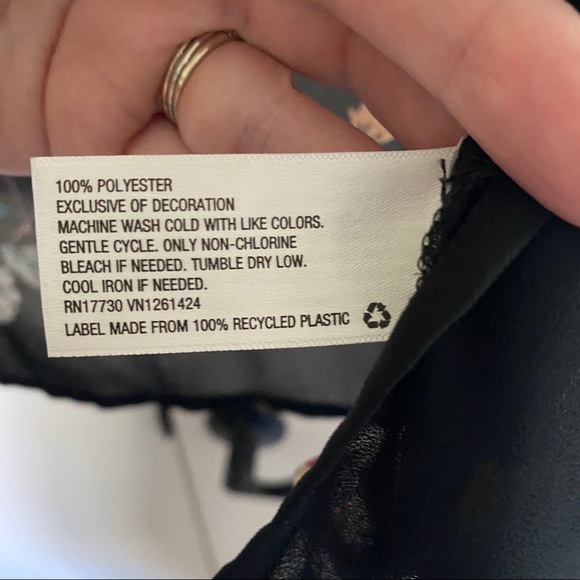 100% POLYESTER
EXCLUSIVE OF DECORATION
MACHINE WASH COLD WITH LIKE COLORS.
GENTLE CYCLE. ONLY NON-CHLORINE
BLEACH IF NEEDED. TUMBLE DRY LOW.
COOL IRON IF NEEDED.
RN17730 VN1261424
LABEL MADE FROM 100% RECYCLED PLASTIC